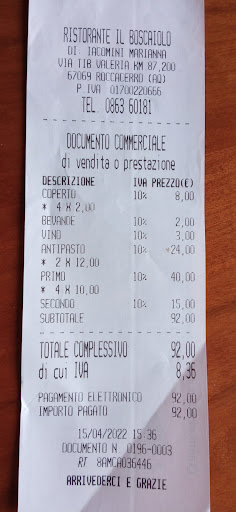 RISTORANTE IL BOSCAIOLO
DI IACOMINI MARIANNA
VIA TIB VALERIA KM 87,200
67069 ROCCACERRO (AQ)
P.IVA 01700220666
TEL. 0863 60181
DOCUMENTO COMMERCIALE
di vendita o prestazione
DESCRIZIONE IVA PREZZO(€)
COPERTO 10% 8,00
* 4 X 2,00
BEVANDE 10% 2,00
VINO 10% 3,00
ANTIPASTO 10% *24,00
* 2 X 12,00
PRIMO 10% 40,00
* 4 X 10,00
SECONDO 10% 15,00
SUBTOTALE 92,00
TOTALE COMPLESSIVO 92,00
di cui IVA 8,36
PAGAMENTO ELETTRONICO 92,00
IMPORTO PAGATO 92,00
15/04/2022 15:36
DOCUMENTO N. 0196-0003
RT 8AMCA036446
ARRIVEDERCI E GRAZIE